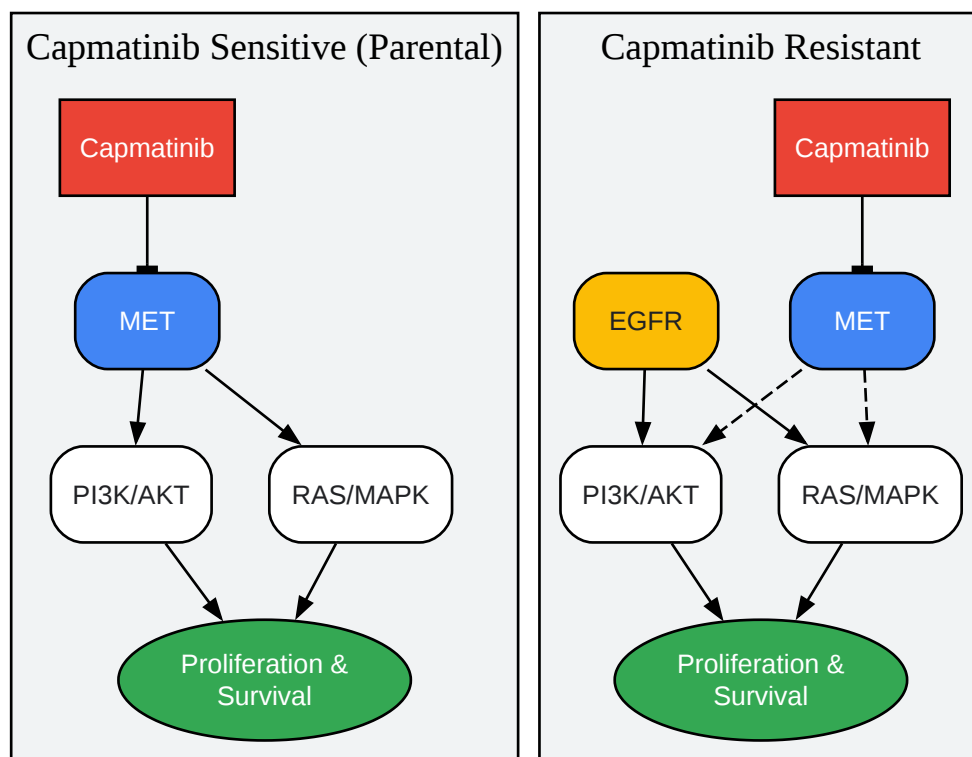 Capmatinib Sensitive (Parental)
Capmatinib
MET
PI3K/AKT
RAS/MAPK
Proliferation &
Survival
Capmatinib Resistant
Capmatinib
EGFR
MET
PI3K/AKT
RAS/MAPK
Proliferation &
Survival